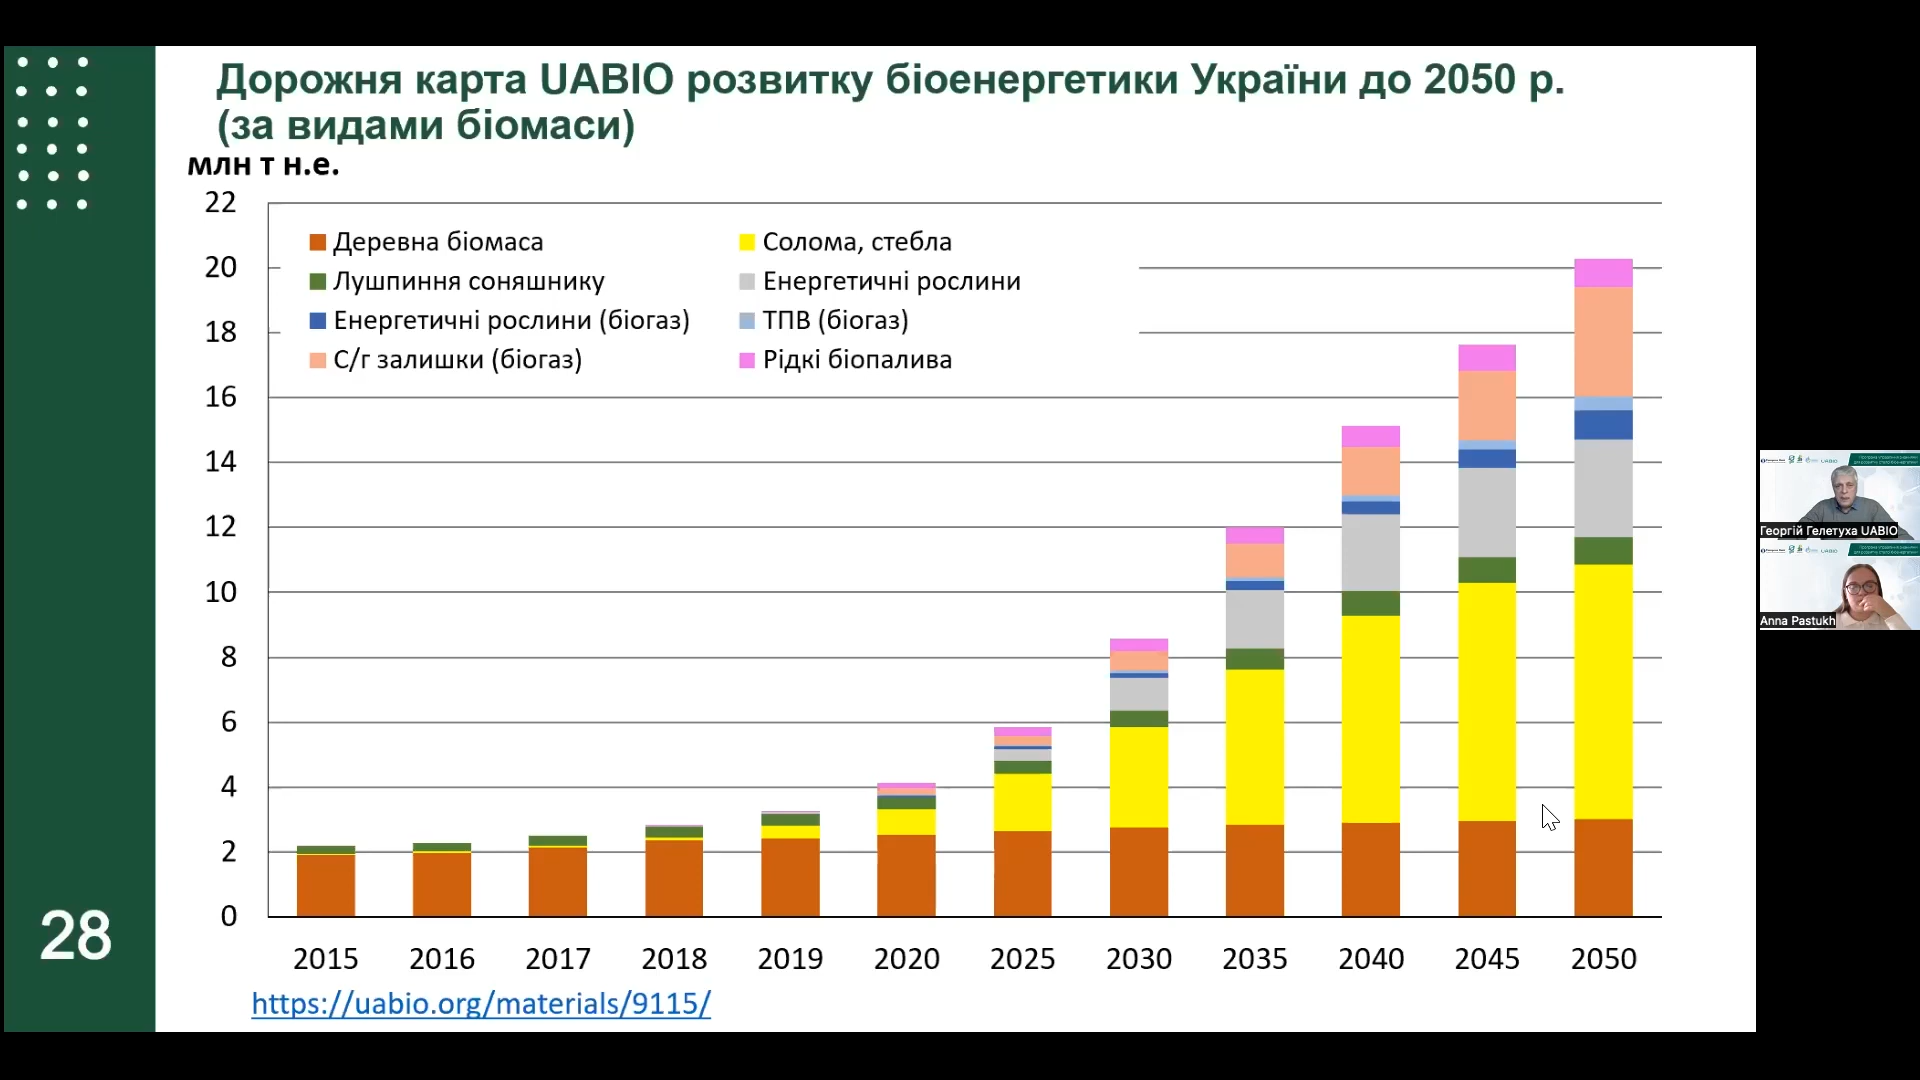 Дорожня карта UABIO розвитку біоенергетики України до 2050 р.
(за видами біомаси)
млн т н.е.
22
20
18
16
14
12
10
8
6
4
2
0
Деревна біомаса
Солома, стебла
Лушпиння соняшнику
Енергетичні рослини
Енергетичні рослини (біогаз)
ТПВ (біогаз)
С/г залишки (біогаз)
Рідкі біопалива
2015 2016 2017 2018 2019 2020 2025 2030 2035 2040 2045 2050
https://uabio.org/materials/9115/
28
Георгій Гелетуха UABIO
Anna Pastukh